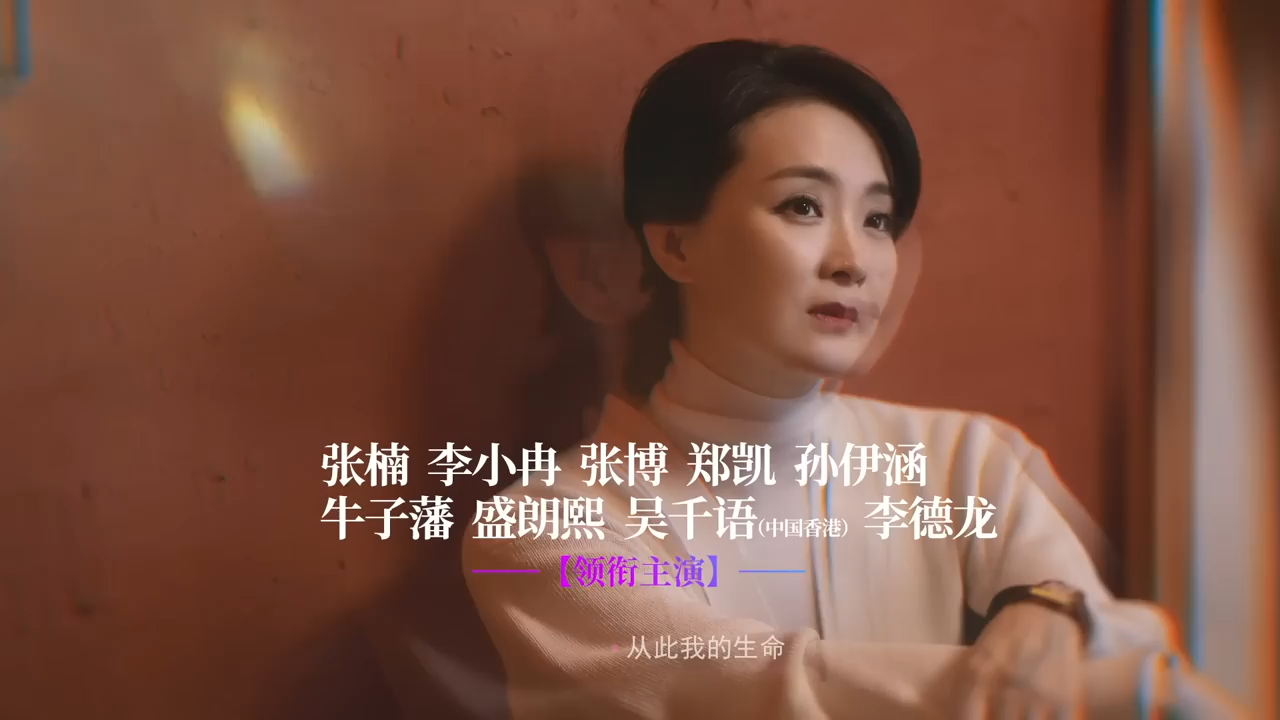 张楠 李小冉 张博 郑凯 孙伊涵
牛子藩 盛朗熙 吴千语(中国香港) 李德龙
【领衔主演】
从此我的生命